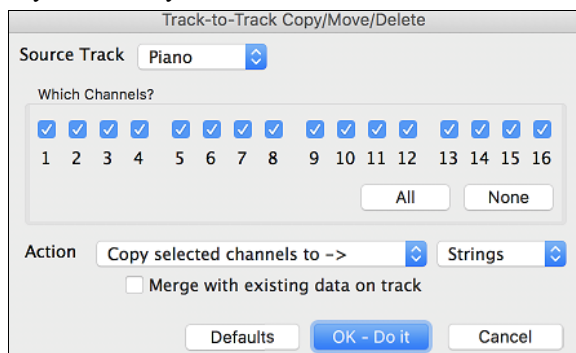 Track-to-Track Copy/Move/Delete
Source Track Piano
Which Channels?
1 2 3 4 5 6 7 8 9 10 11 12 13 14 15 16
All None
Action Copy selected channels to -> Strings
Merge with existing data on track
Defaults OK - Do it Cancel